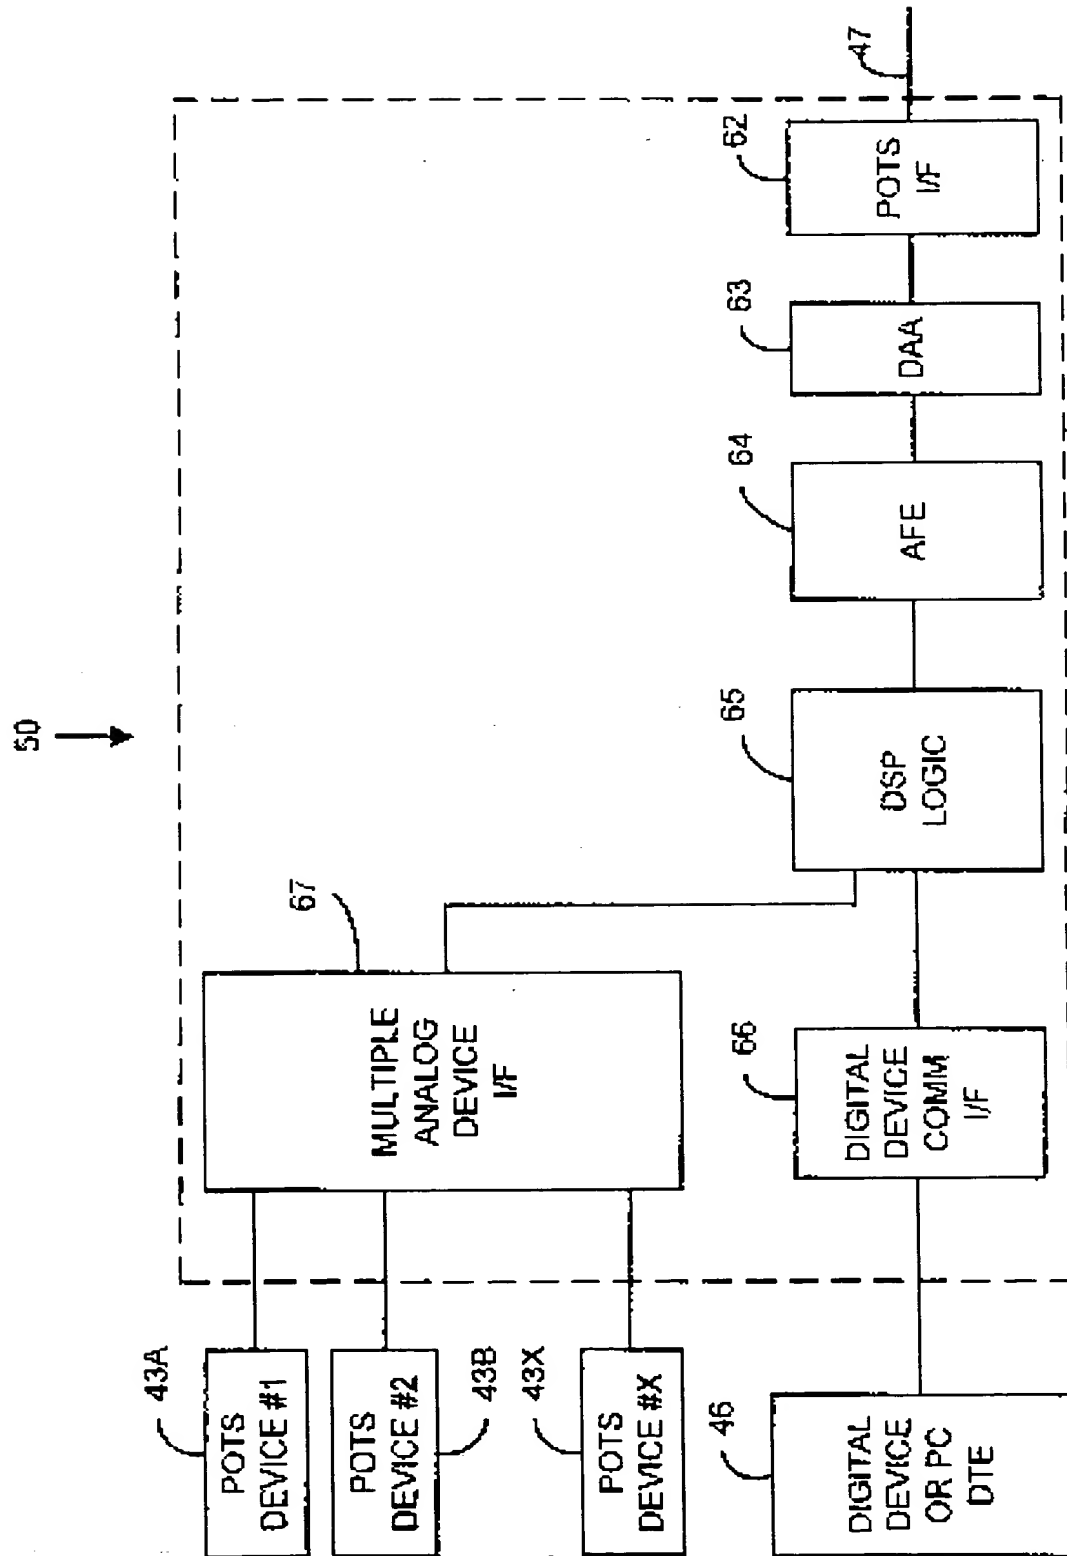 50
47
62
POTS
I/F
63
DAA
64
AFE
65
DSP
LOGIC
67
MULTIPLE
ANALOG
DEVICE
I/F
66
DIGITAL
DEVICE
COMM
I/F
43A
POTS
DEVICE #1
POTS
DEVICE #2
43B
43X
POTS
DEVICE #X
46
DIGITAL
DEVICE
OR PC
DTE